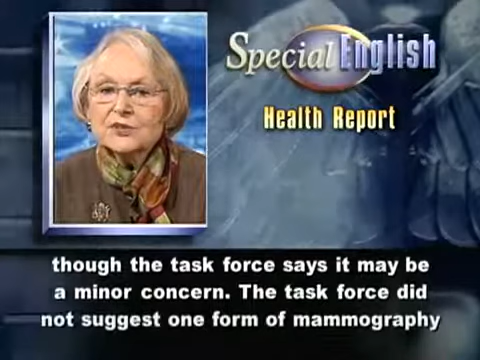 Special English
Health Report
though the task force says it may be
a minor concern. The task force did
not suggest one form of mammography